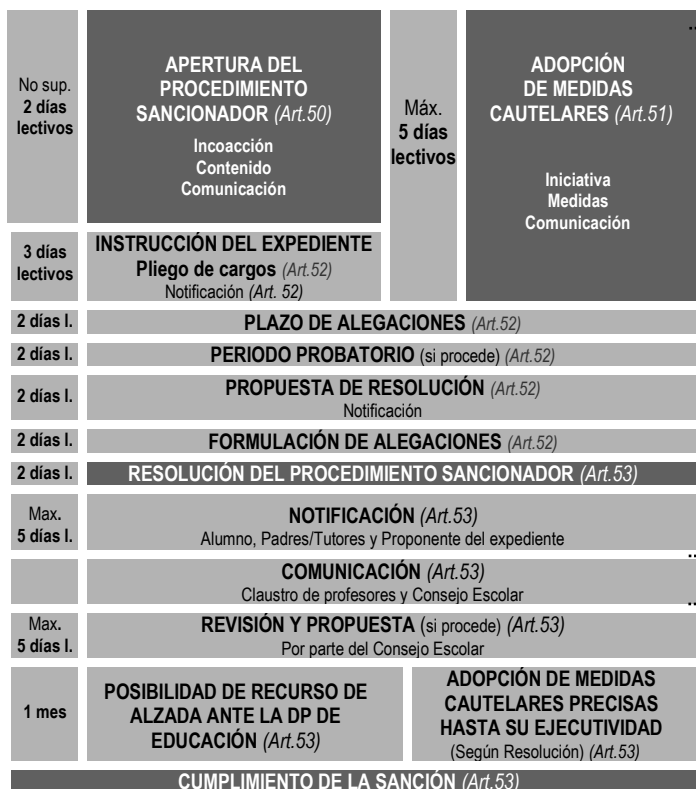 No sup.
2 días
lectivos
APERTURA DEL
PROCEDIMIENTO
SANCIONADOR (Art.50)
Incoacción
Contenido
Comunicación
Máx.
5 días
lectivos
ADOPCIÓN
DE MEDIDAS
CAUTELARES (Art.51)
Iniciativa
Medidas
Comunicación
3 días
lectivos
INSTRUCCIÓN DEL EXPEDIENTE
Pliego de cargos (Art.52)
Notificación (Art. 52)
2 días l.
PLAZO DE ALEGACIONES (Art.52)
2 días l.
PERIODO PROBATORIO (si procede) (Art.52)
2 días l.
PROPUESTA DE RESOLUCIÓN (Art.52)
Notificación
2 días l.
FORMULACIÓN DE ALEGACIONES (Art.52)
2 días l.
RESOLUCIÓN DEL PROCEDIMIENTO SANCIONADOR (Art.53)
Max.
5 días l.
NOTIFICACIÓN (Art.53)
Alumno, Padres/Tutores y Proponente del expediente
COMUNICACIÓN (Art.53)
Claustro de profesores y Consejo Escolar
Max.
5 días l.
REVISIÓN Y PROPUESTA (si procede) (Art.53)
Por parte del Consejo Escolar
1 mes
POSIBILIDAD DE RECURSO DE
ALZADA ANTE LA DP DE
EDUCACIÓN (Art.53)
ADOPCIÓN DE MEDIDAS
CAUTELARES PRECISAS
HASTA SU EJECUTIVIDAD
(Según Resolución) (Art.53)
CUMPLIMIENTO DE LA SANCIÓN (Art.53)